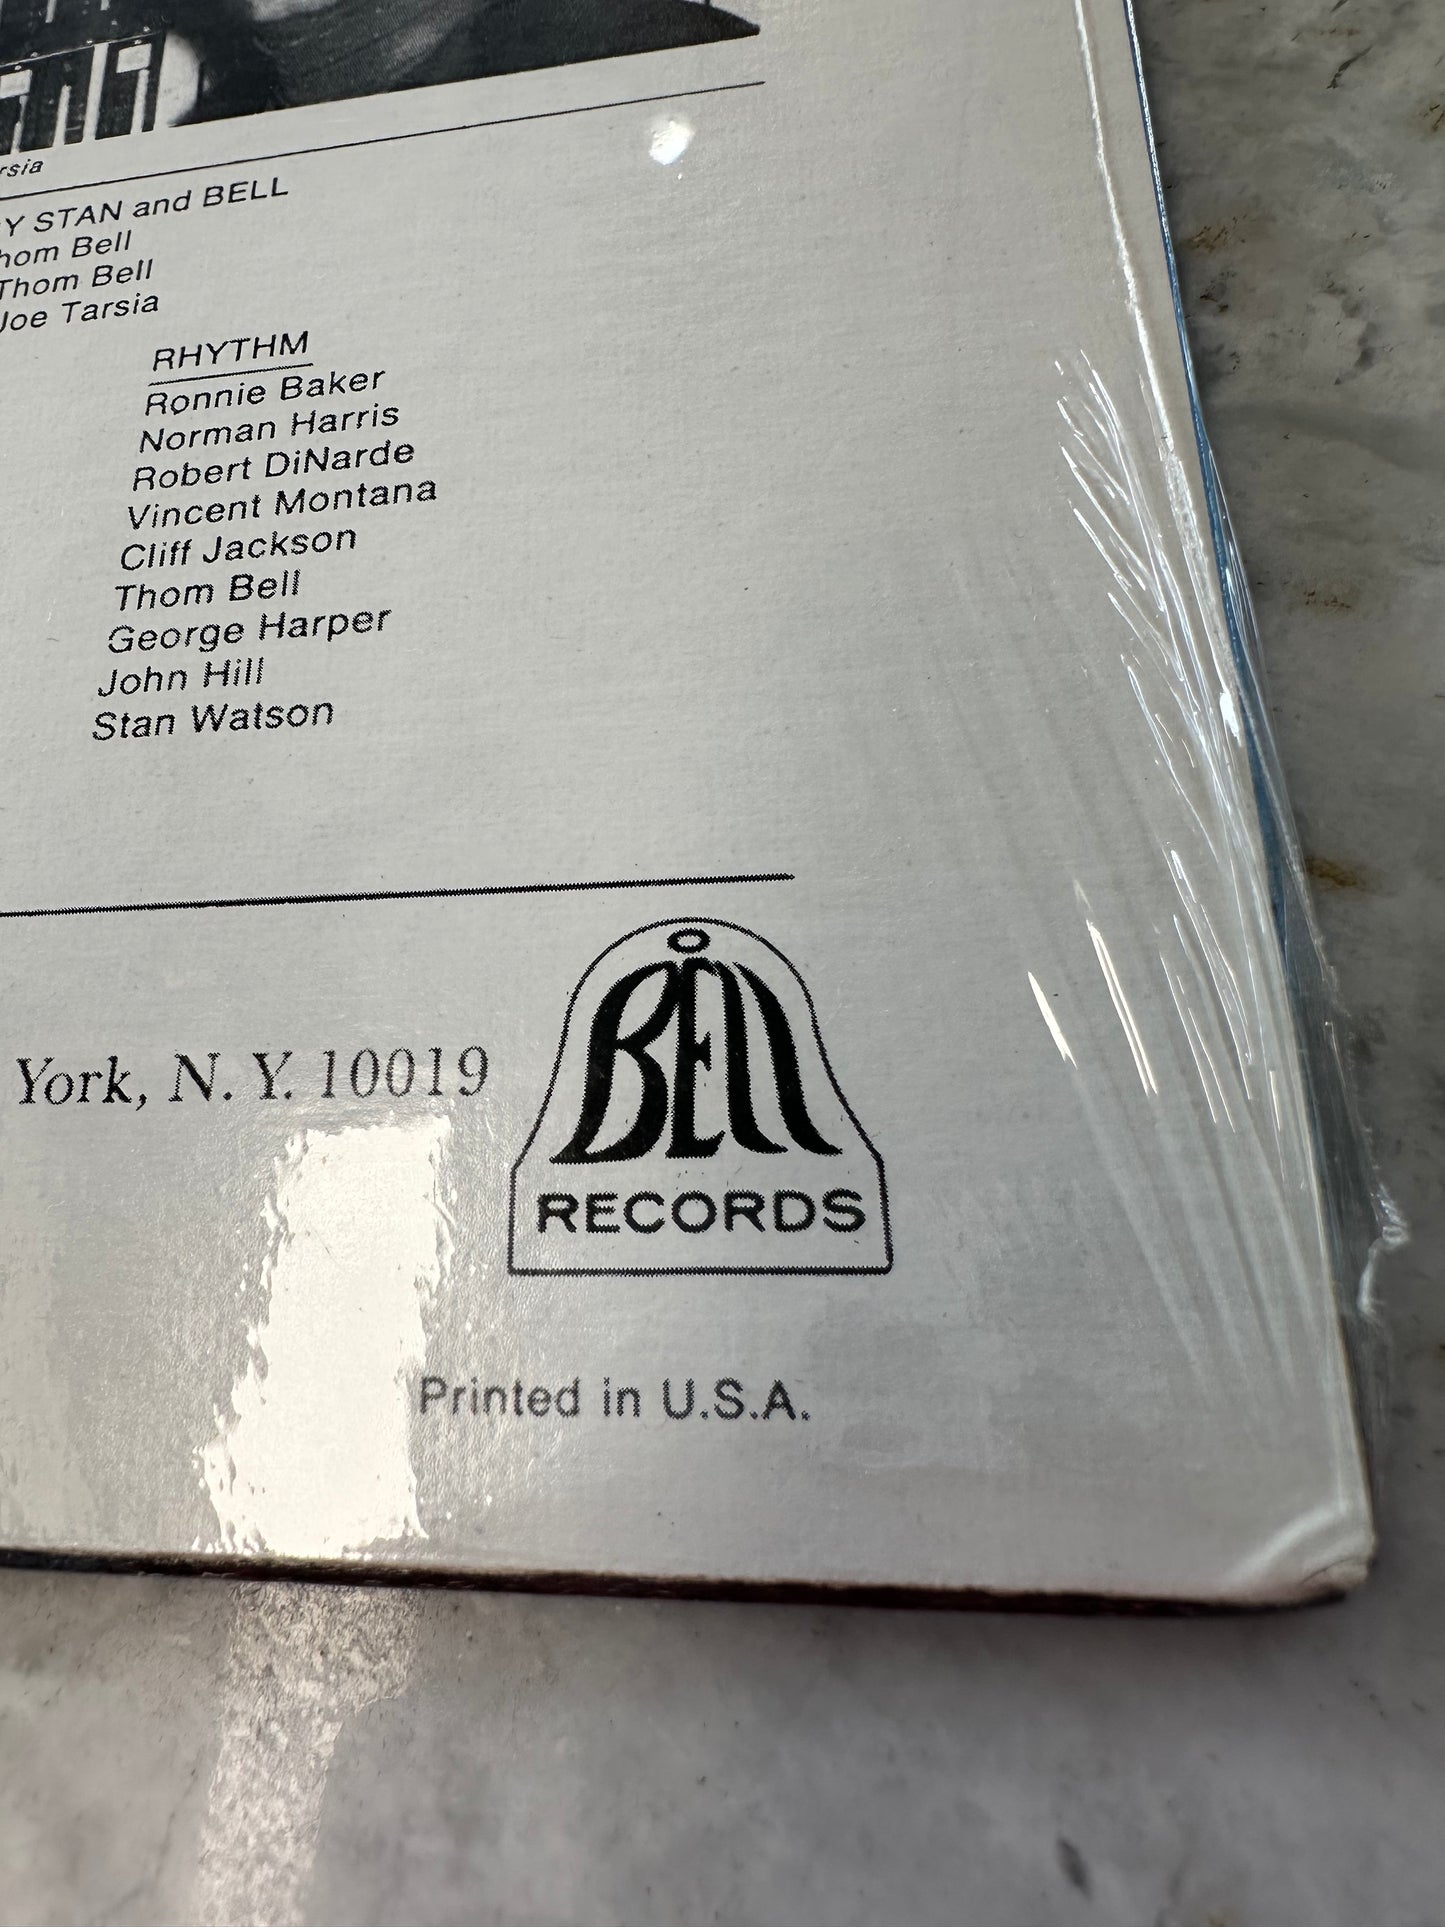 rsia
Y STAN and BELL
hom Bell
Thom Bell
Joe Tarsia
RHYTHM
Ronnie Baker
Norman Harris
Robert DiNarde
Vincent Montana
Cliff Jackson
Thom Bell
George Harper
John Hill
Stan Watson
York, N. Y. 10019
BEll
RECORDS
Printed in U.S.A.